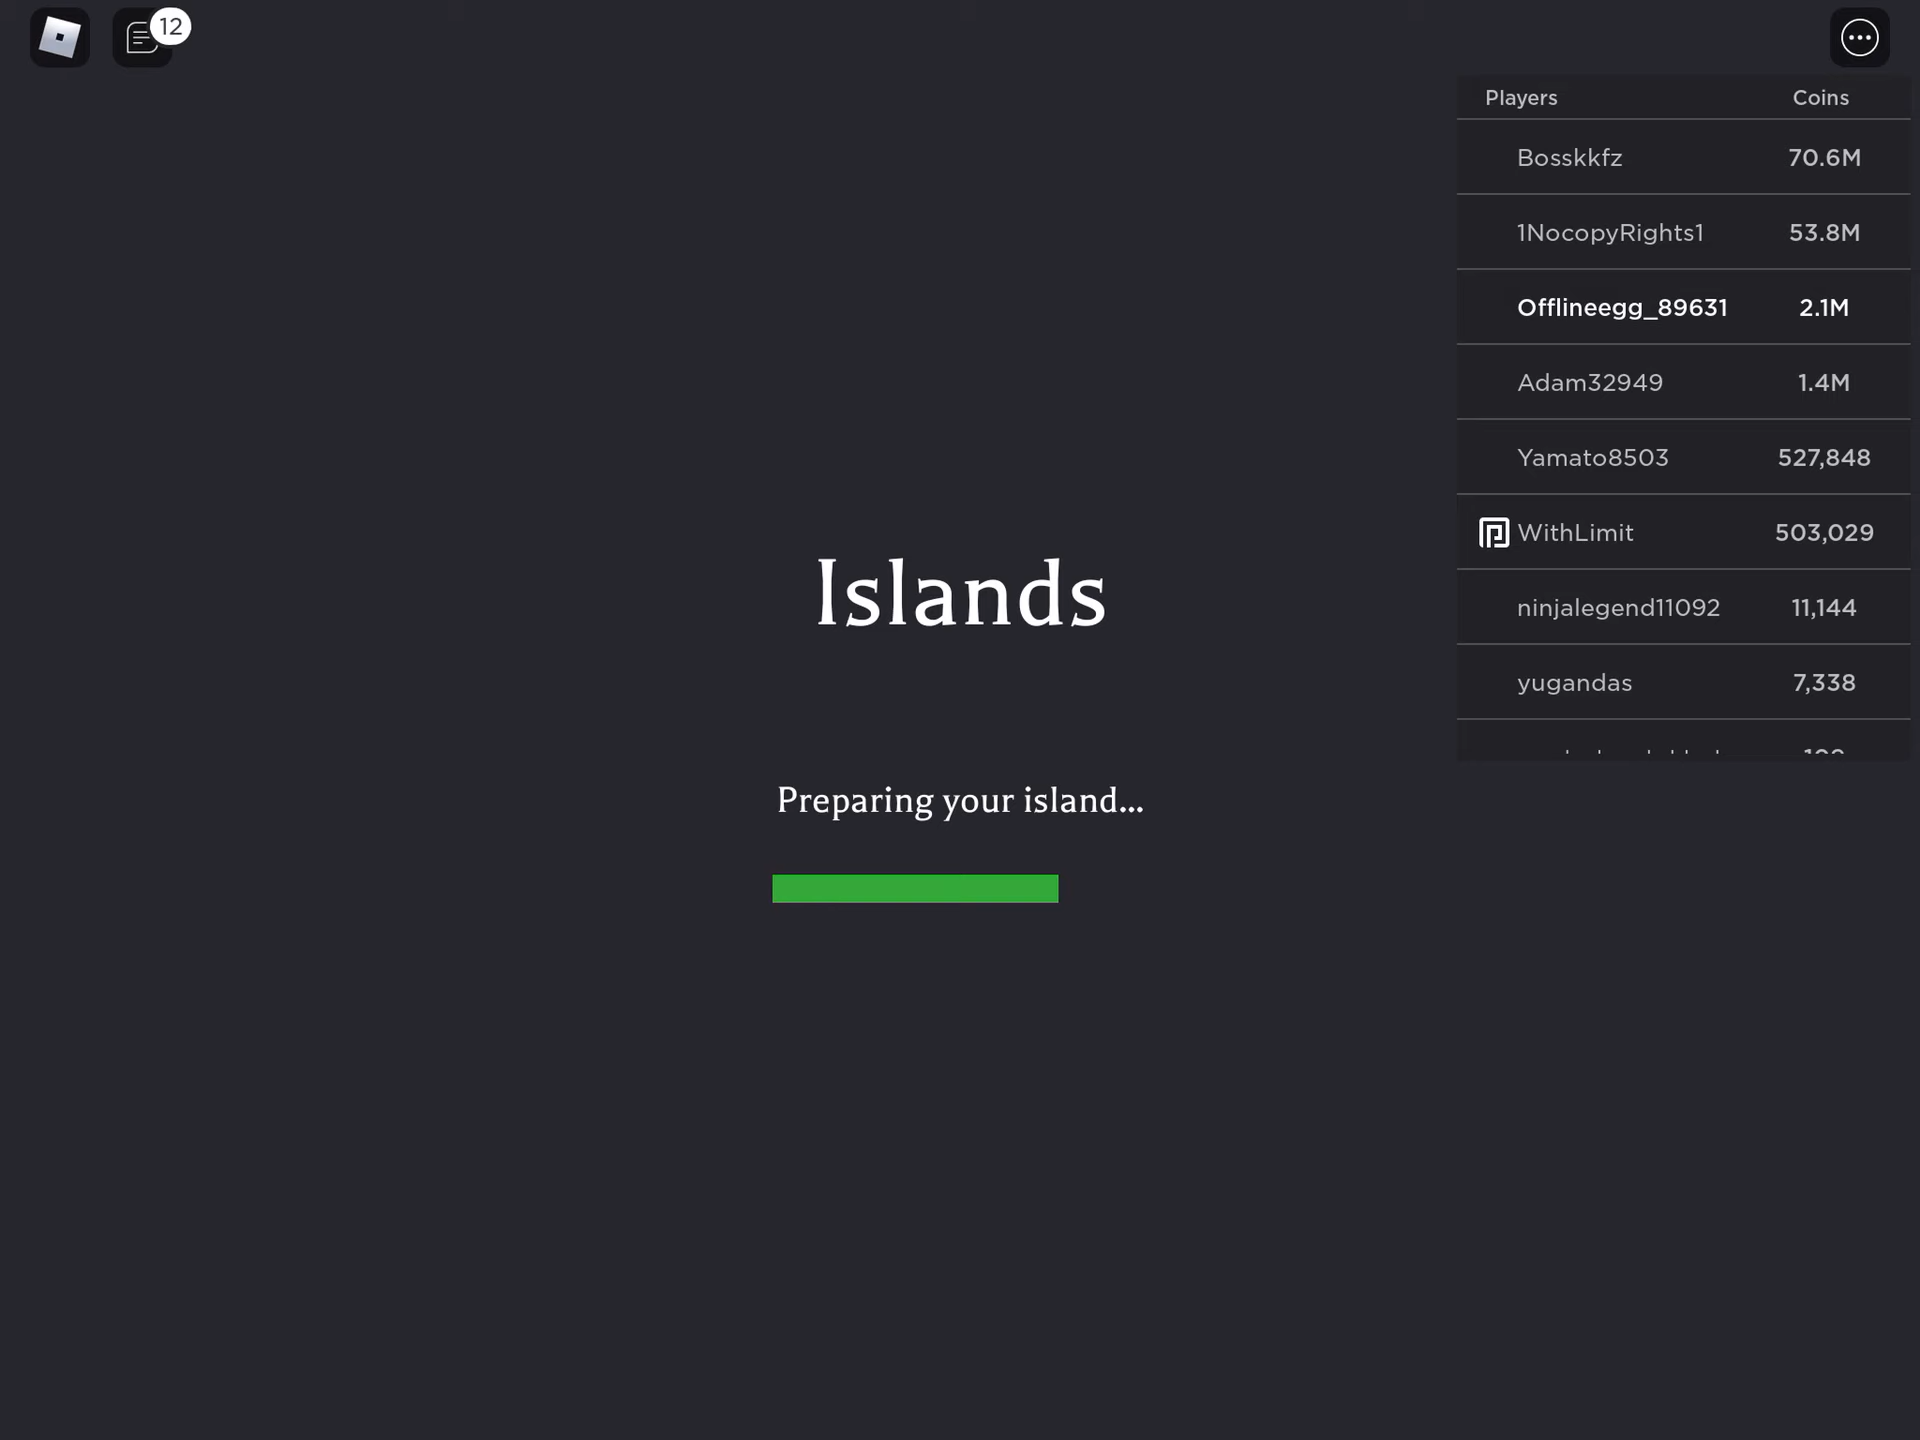 12
Players Coins
Bosskkfz 70.6M
1NocopyRights1 53.8M
Offlineegg_89631 2.1M
Adam32949 1.4M
Yamato8503 527,848
WithLimit 503,029
ninjalegend11092 11,144
yugandas 7,338
Islands
Preparing your island...